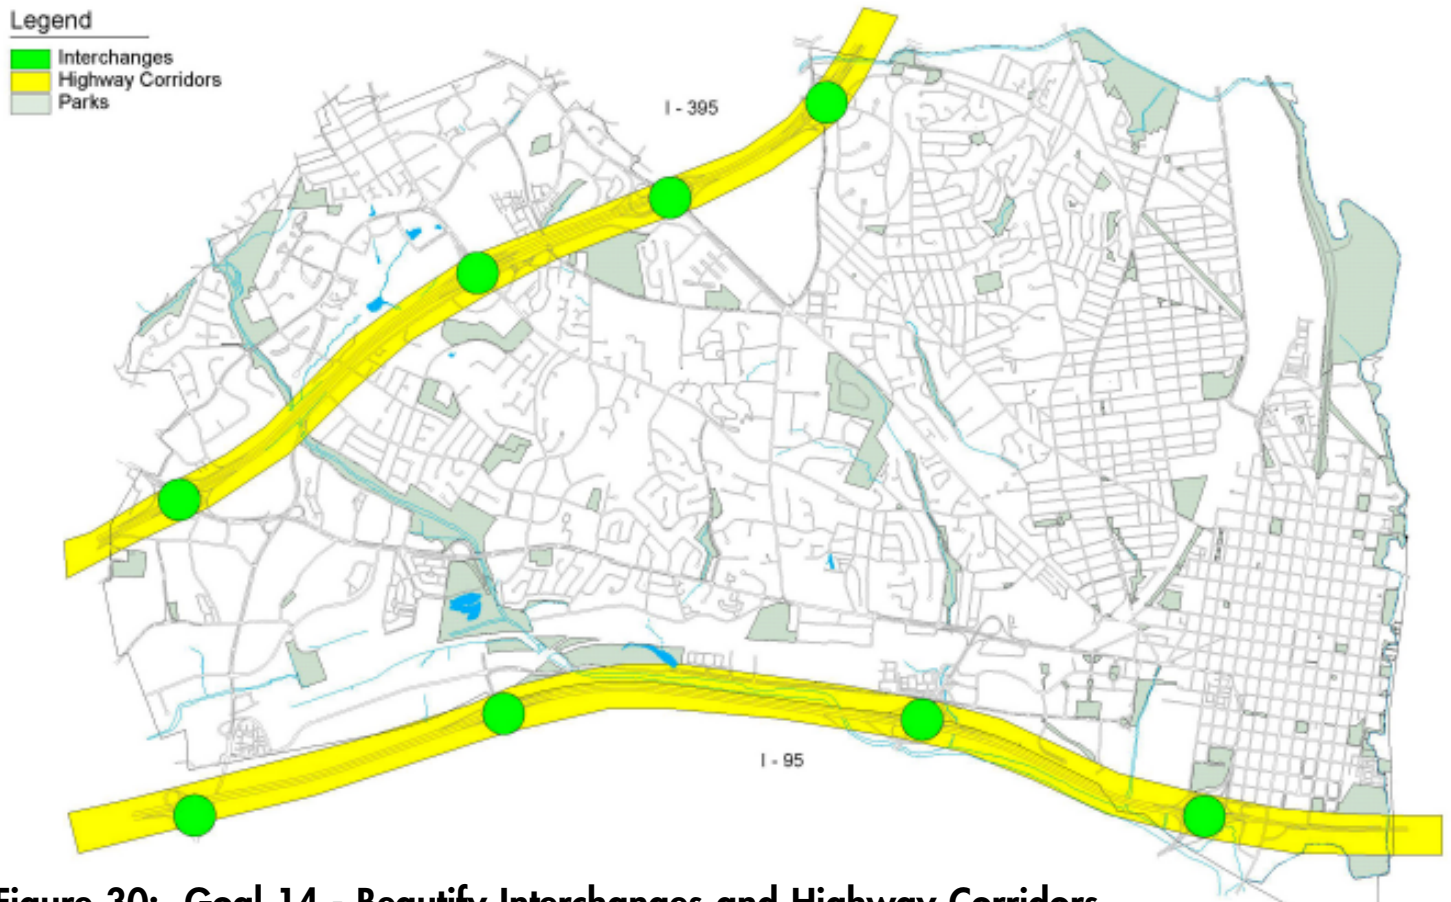 Legend
Interchanges
Highway Corridors
Parks
I - 395
I - 95
Figure 30: Goal 14 - Beautify Interchanges and Highway Corridors